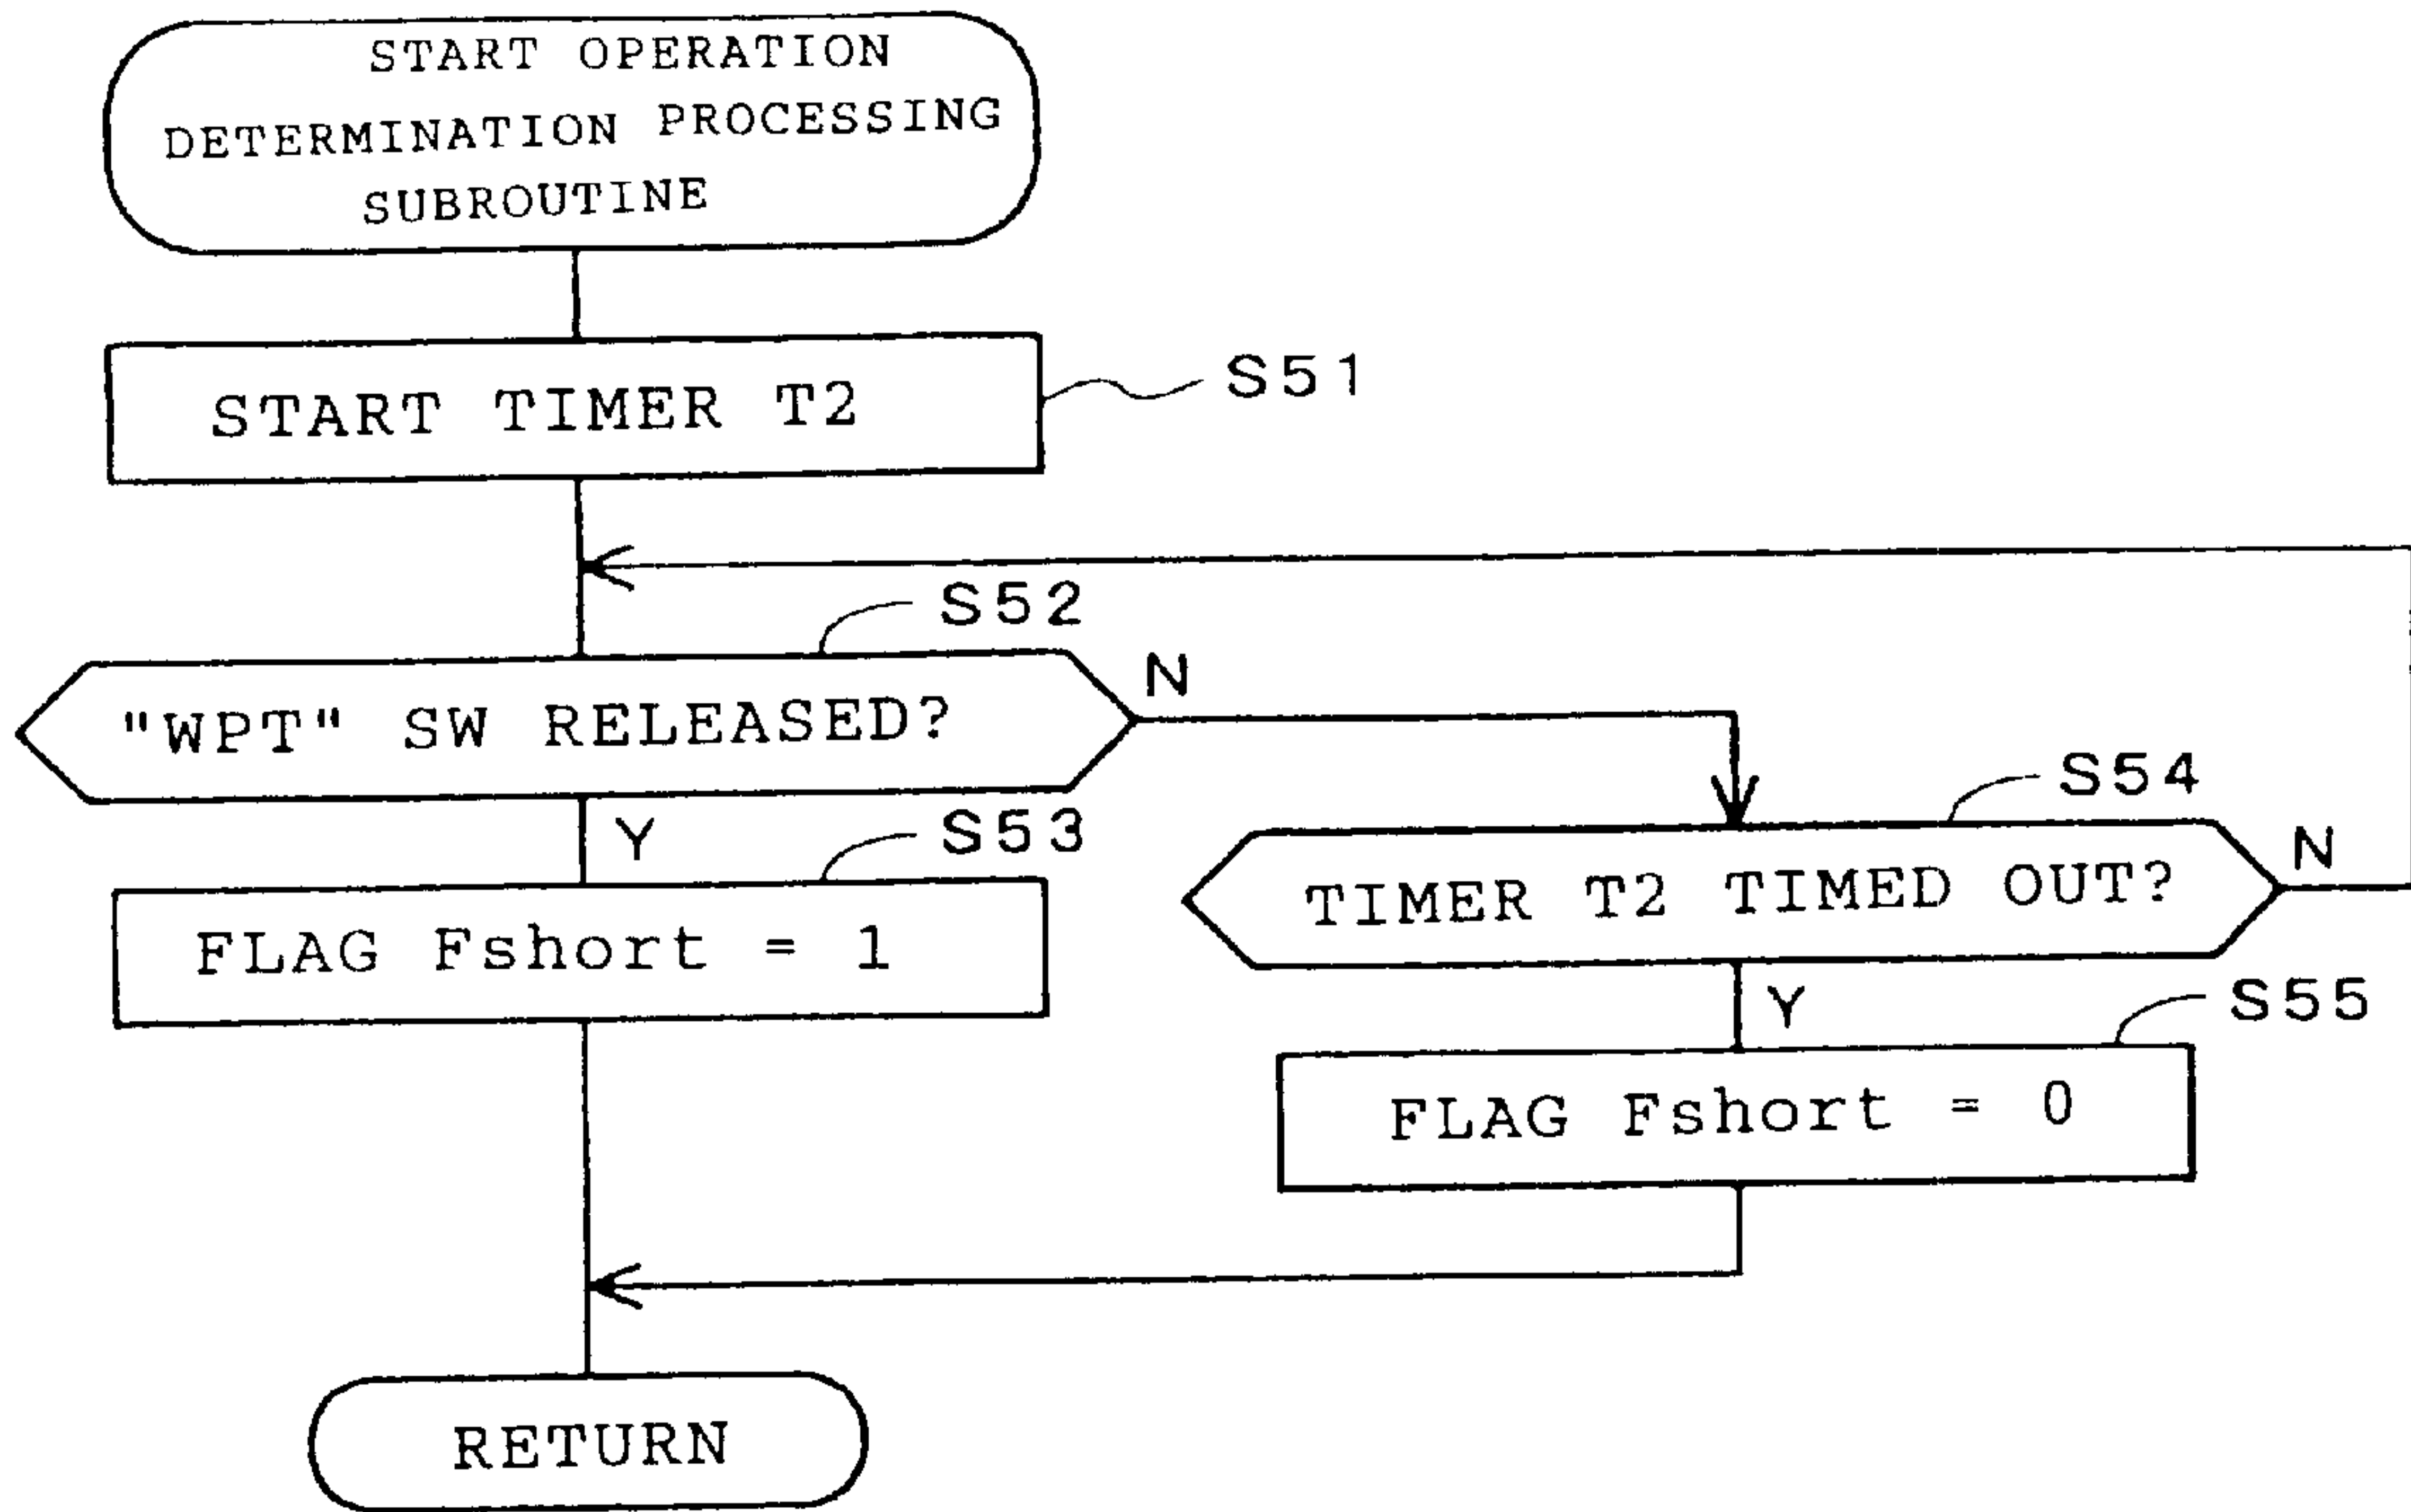 START OPERATION
DETERMINATION PROCESSING
SUBROUTINE
START TIMER T2
S51
S52
"WPT" SW RELEASED?
N
Y
S53
FLAG Fshort = 1
S54
TIMER T2 TIMED OUT?
N
Y
S55
FLAG Fshort = 0
RETURN